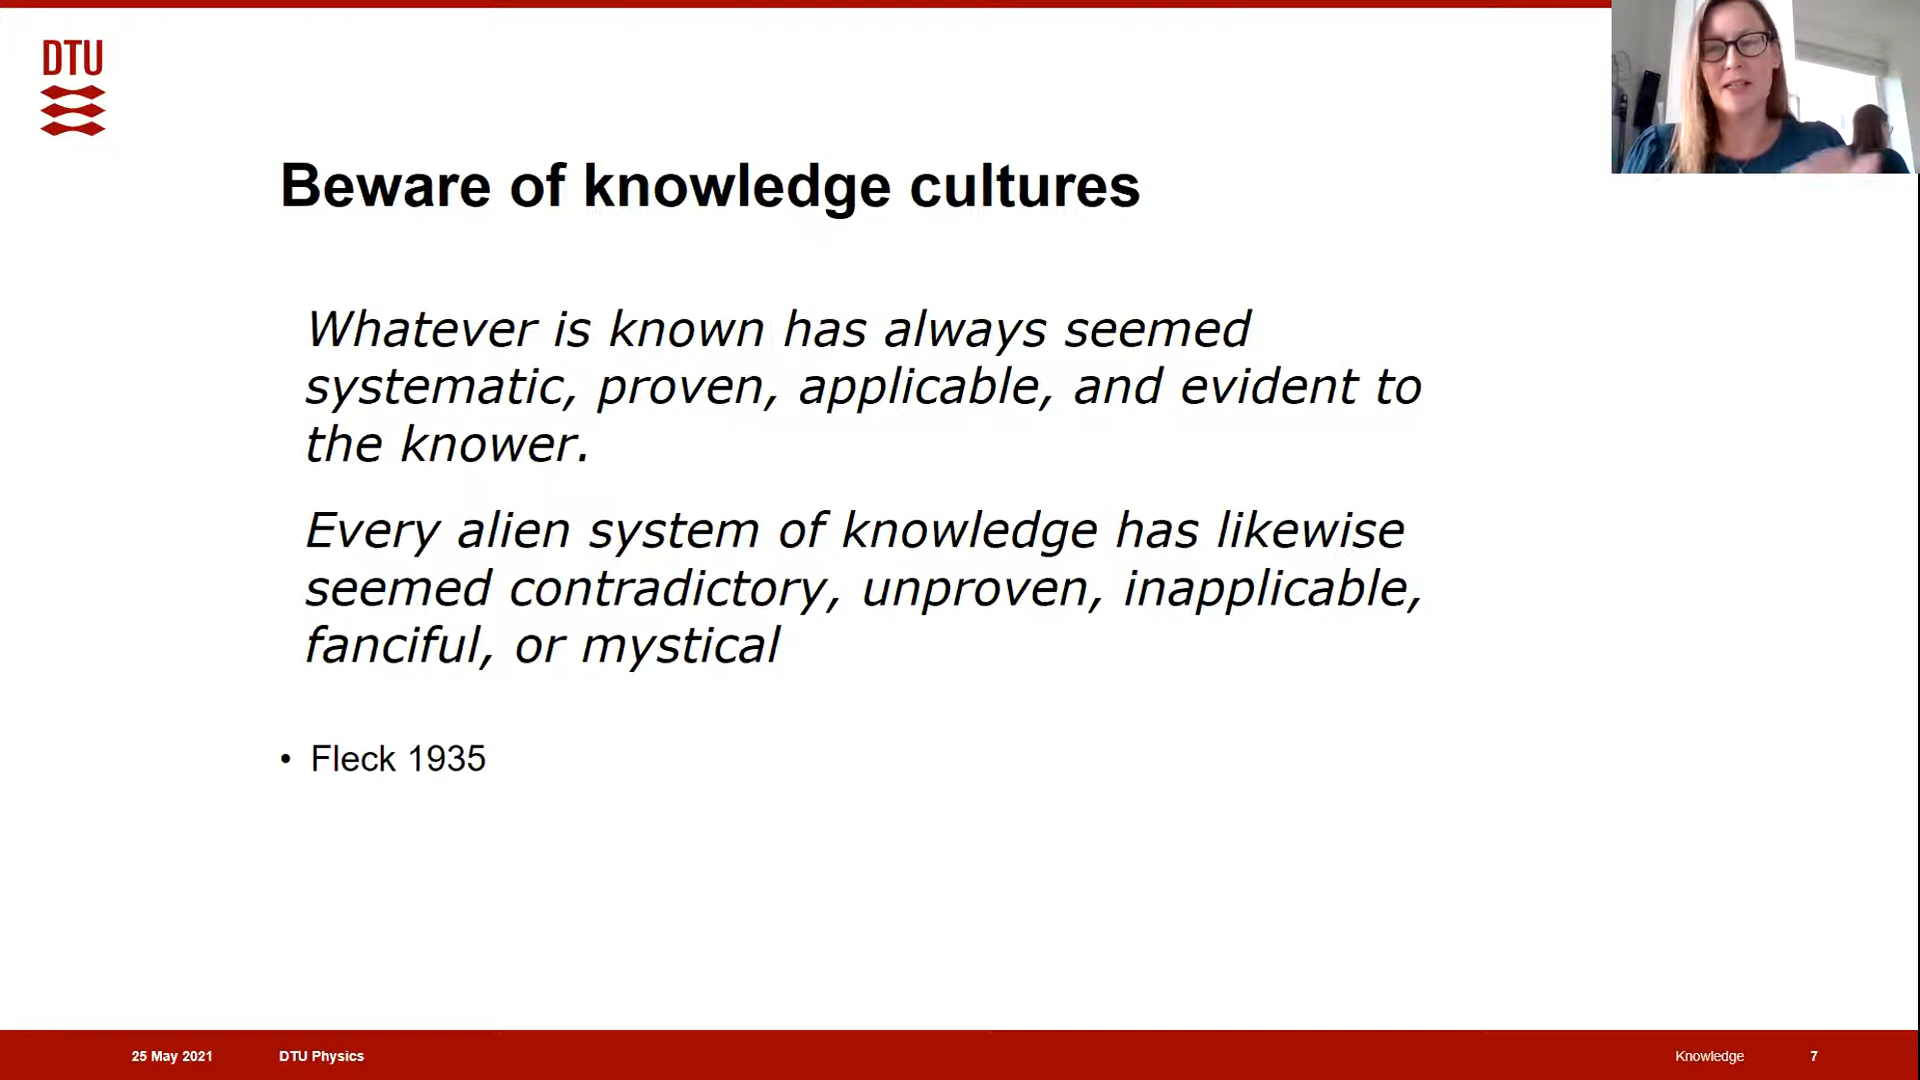 DTU
Beware of knowledge cultures
Whatever is known has always seemed
systematic, proven, applicable, and evident to
the knower.
Every alien system of knowledge has likewise
seemed contradictory, unproven, inapplicable,
fanciful, or mystical
• Fleck 1935
25 May 2021 DTU Physics Knowledge 7